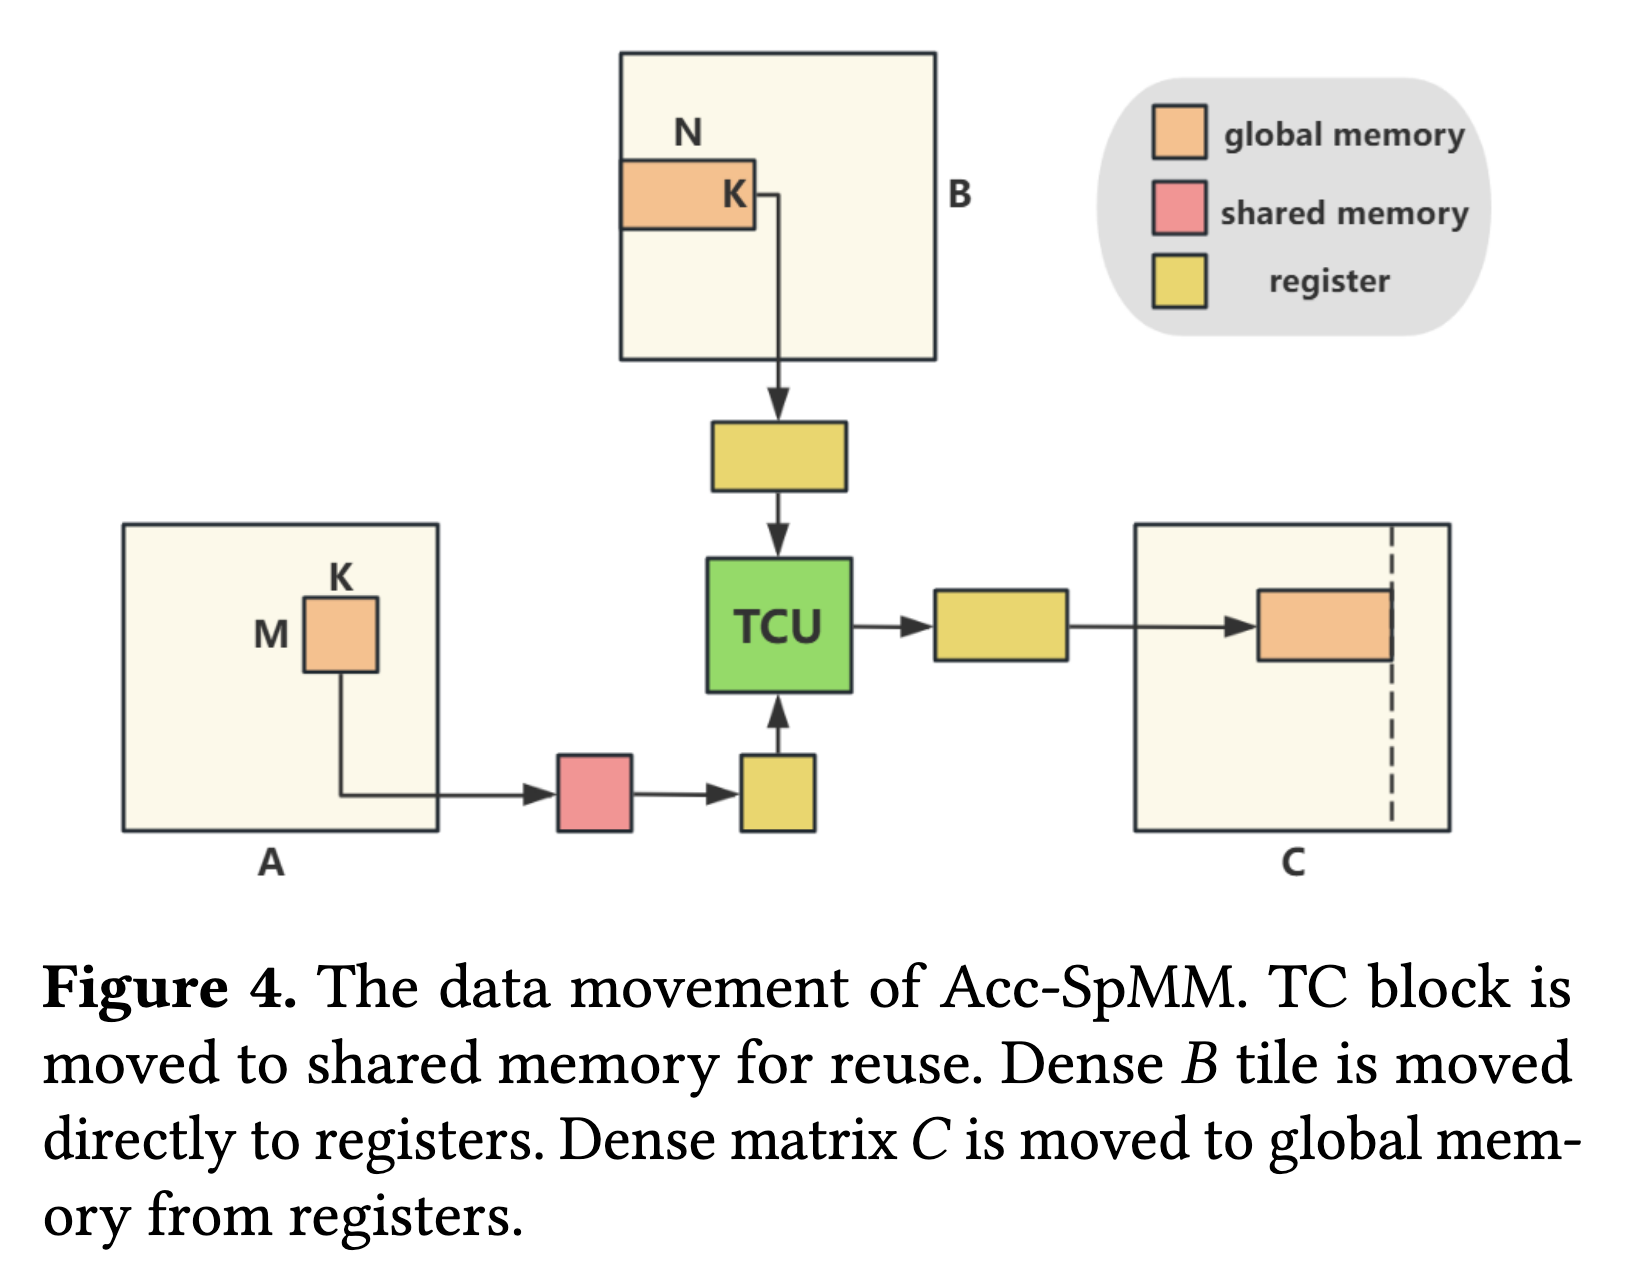 N
K
B
global memory
shared memory
register
K
M
TCU
A
C
Figure 4. The data movement of Acc-SpMM. TC block is
moved to shared memory for reuse. Dense B tile is moved
directly to registers. Dense matrix C is moved to global mem-
ory from registers.